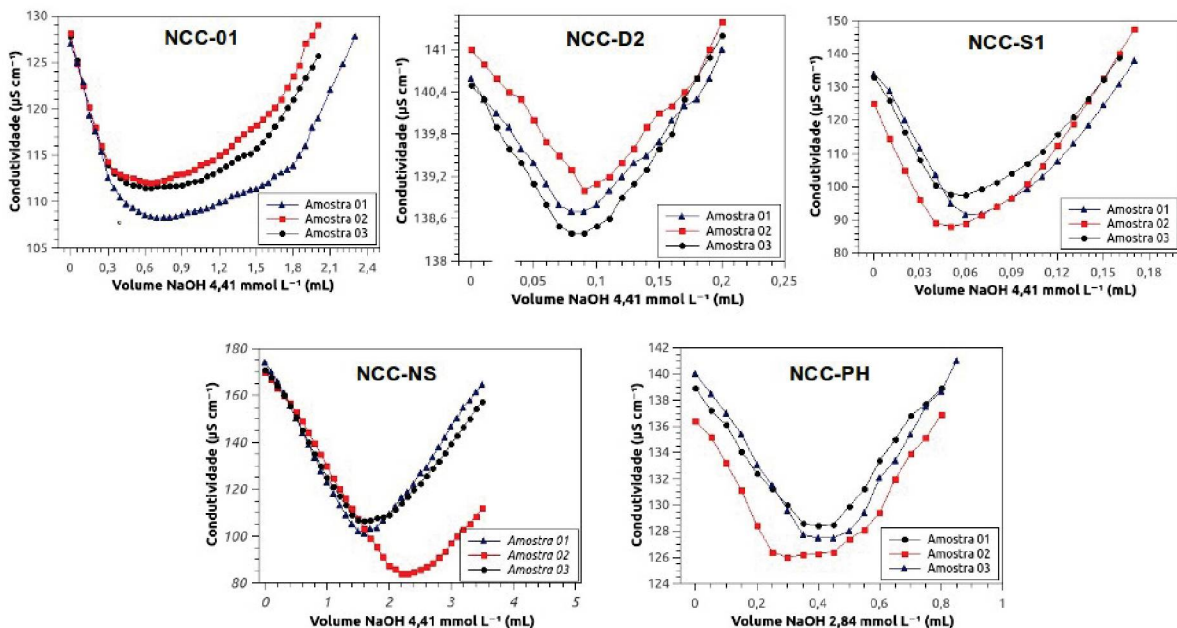 NCC-01
Condutividade (µS cm⁻¹)
130
125
120
115
110
105
0
0,3
0,6
0,9
1,2
1,5
1,8
2,1
2,4
Volume NaOH 4,41 mmol L⁻¹ (mL)
Amostra 01
Amostra 02
Amostra 03
NCC-D2
Condutividade (µS cm⁻¹)
141
140,4
139,8
139,2
138,6
138
0
0,05
0,1
0,15
0,2
0,25
Volume NaOH 4,41 mmol L⁻¹ (mL)
Amostra 01
Amostra 02
Amostra 03
NCC-S1
Condutividade (µS cm⁻¹)
150
140
130
120
110
100
90
80
0
0,03
0,06
0,09
0,12
0,15
0,18
Volume NaOH 4,41 mmol L⁻¹ (mL)
Amostra 01
Amostra 02
Amostra 03
NCC-NS
Condutividade (µS cm⁻¹)
180
160
140
120
100
80
0
1
2
3
4
5
Volume NaOH 4,41 mmol L⁻¹ (mL)
Amostra 01
Amostra 02
Amostra 03
NCC-PH
Condutividade (µS cm⁻¹)
142
140
138
136
134
132
130
128
126
124
0
0,2
0,4
0,6
0,8
1
Volume NaOH 2,84 mmol L⁻¹ (mL)
Amostra 01
Amostra 02
Amostra 03